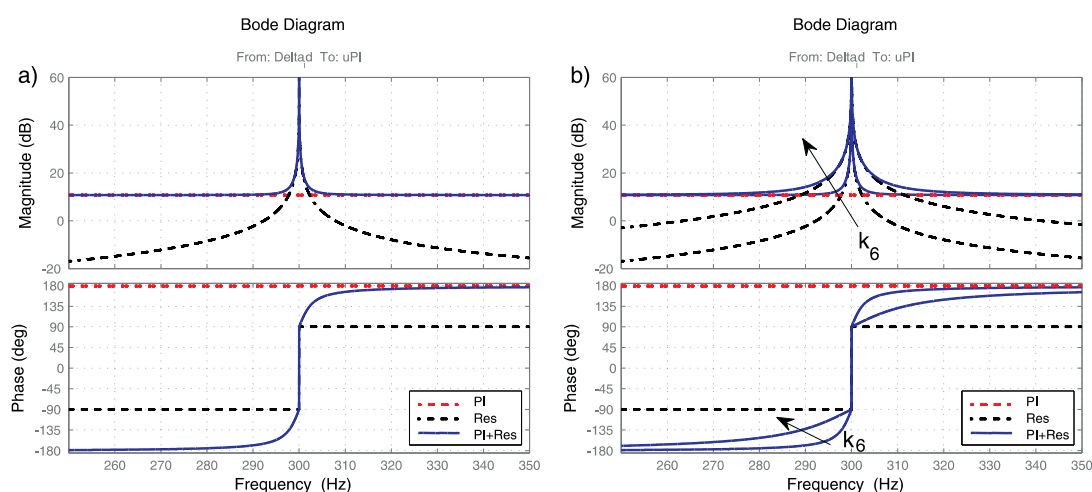 Bode Diagram
From: Deltad To: uPI
a)
60
40
20
0
-20
Magnitude (dB)
180
135
90
45
0
-45
-90
-135
-180
Phase (deg)
PI
Res
PI+Res
260 270 280 290 300 310 320 330 340 350
Frequency (Hz)
Bode Diagram
From: Deltad To: uPI
b)
60
40
20
0
-20
Magnitude (dB)
k6
180
135
90
45
0
-45
-90
-135
-180
Phase (deg)
k6
PI
Res
PI+Res
260 270 280 290 300 310 320 330 340 350
Frequency (Hz)